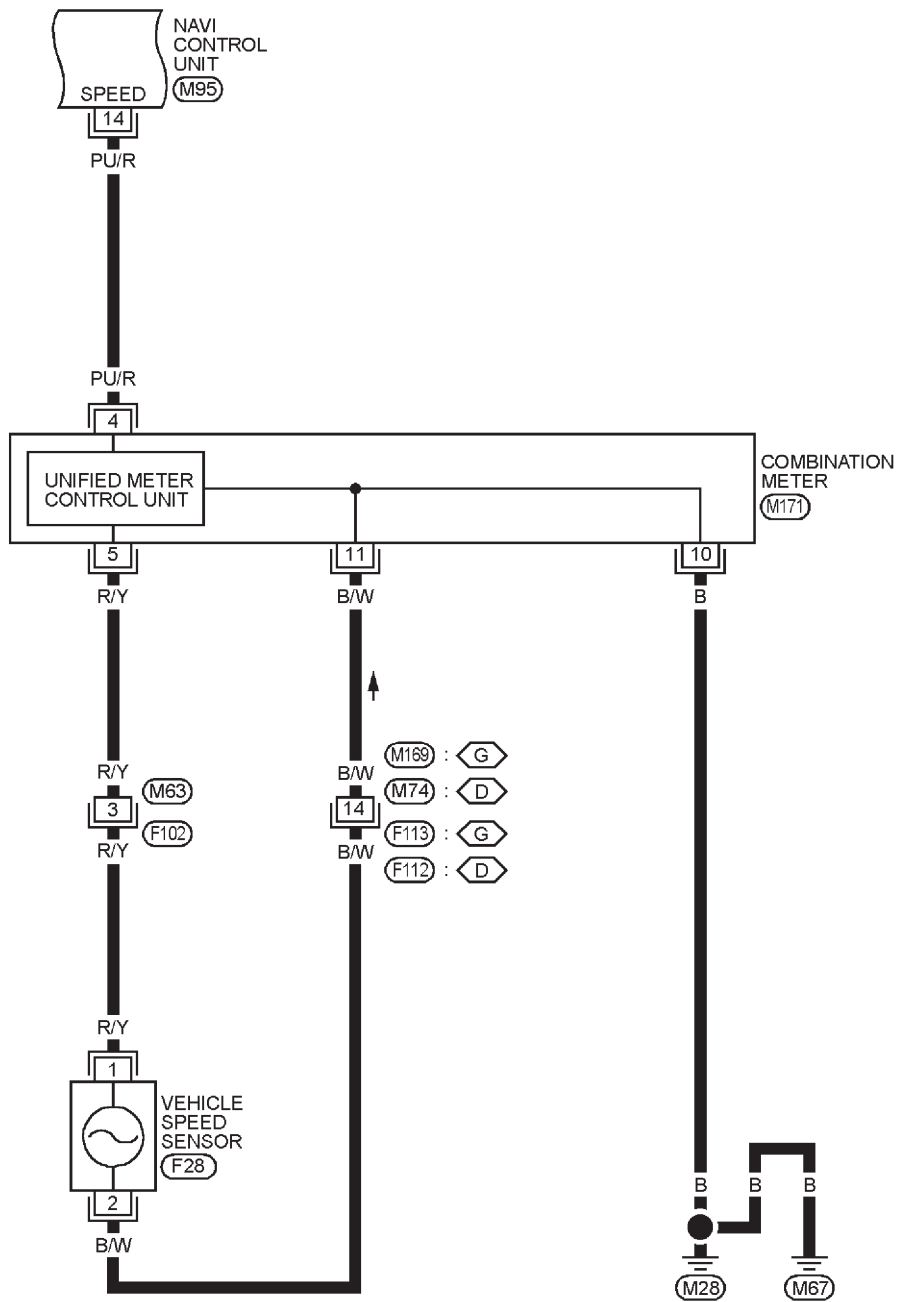 NAVI
CONTROL
UNIT
M95
SPEED
14
PU/R
PU/R
4
UNIFIED METER
CONTROL UNIT
COMBINATION
METER
M171
5
11
10
R/Y
B/W
B
R/Y
M63
3
F102
R/Y
B/W
M169 : G
M74 : D
14
F113 : G
B/W
F112 : D
R/Y
1
VEHICLE
SPEED
SENSOR
F28
2
B/W
B
B
B
M28
M67